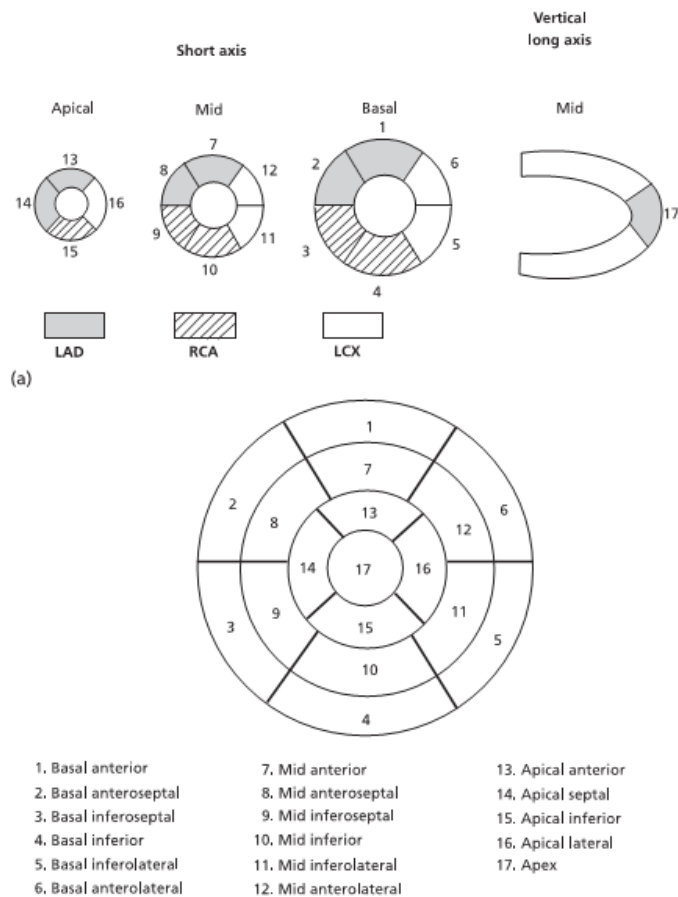 Short axis
Vertical
long axis
Apical
Mid
Basal
Mid
13
14
16
15
7
8
12
9
11
10
1
2
6
3
5
4
17
LAD
RCA
LCX
(a)
1
7
2
6
8
12
13
14
17
16
9
11
15
3
5
10
4
1. Basal anterior
2. Basal anteroseptal
3. Basal inferoseptal
4. Basal inferior
5. Basal inferolateral
6. Basal anterolateral
7. Mid anterior
8. Mid anteroseptal
9. Mid inferoseptal
10. Mid inferior
11. Mid inferolateral
12. Mid anterolateral
13. Apical anterior
14. Apical septal
15. Apical inferior
16. Apical lateral
17. Apex